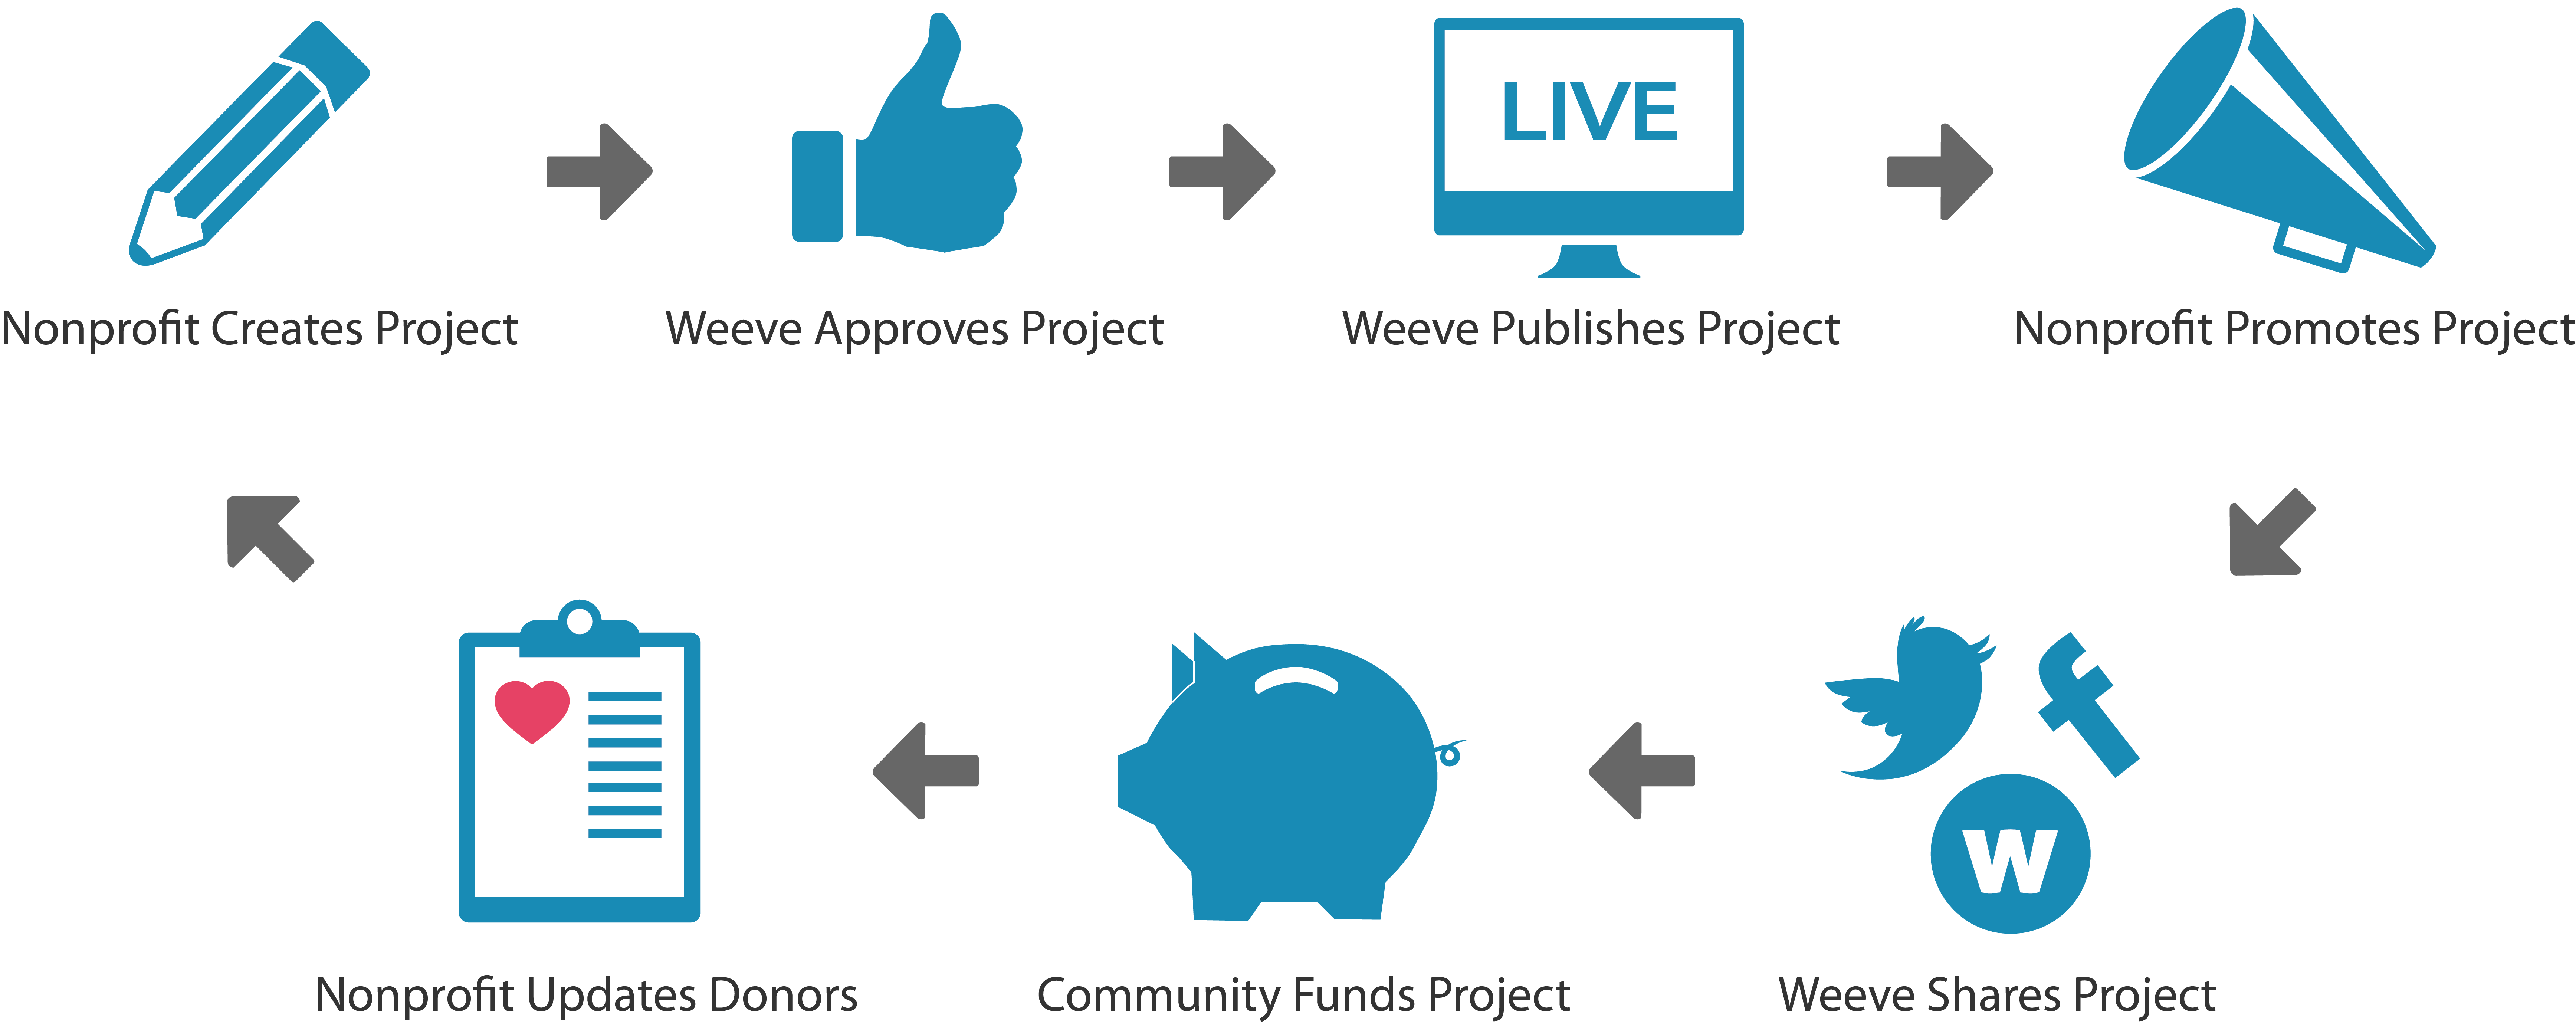 LIVE
Nonprofit Creates Project
Weeve Approves Project
Weeve Publishes Project
Nonprofit Promotes Project
f
w
Nonprofit Updates Donors
Community Funds Project
Weeve Shares Project